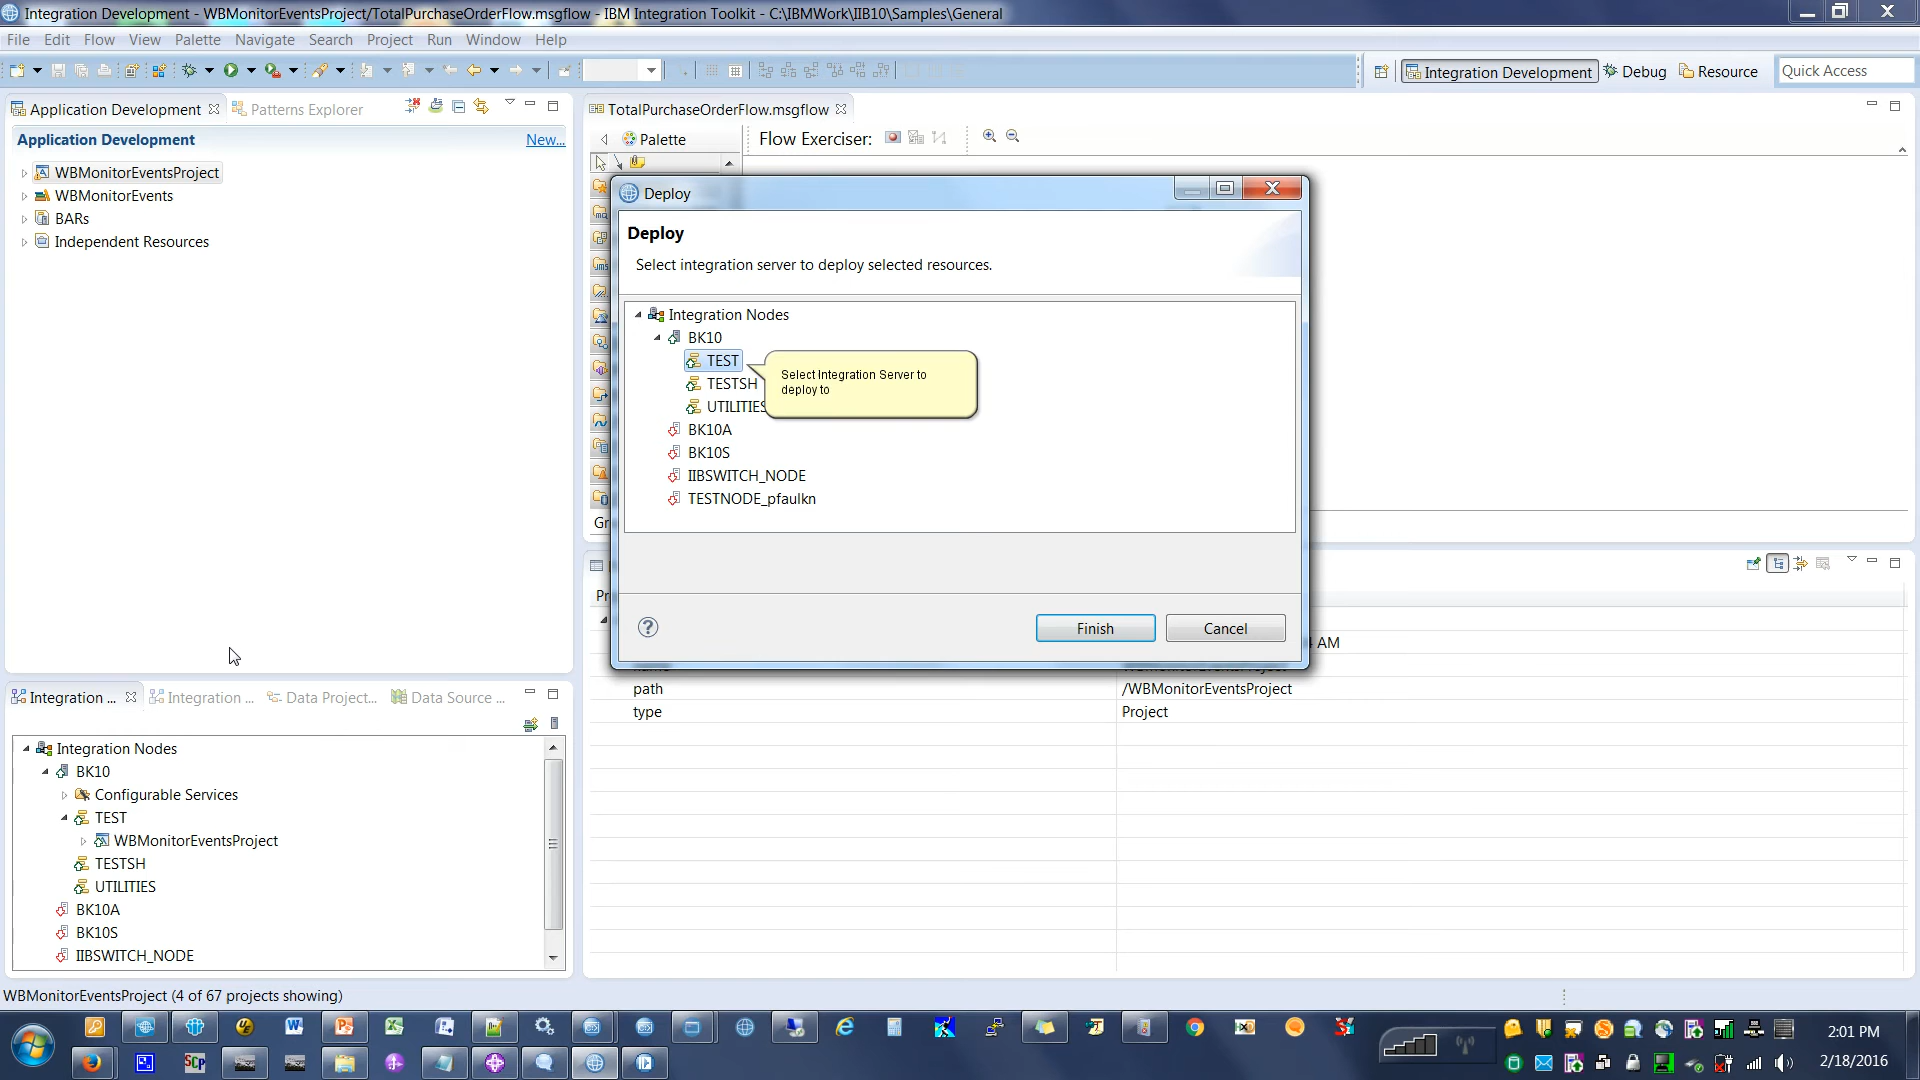 Integration Development - WBMonitorEventsProject/TotalPurchaseOrderFlow.msgflow - IBM Integration Toolkit - C:\IBMWork\IIB10\Samples\General
File Edit Flow View Palette Navigate Search Project Run Window Help
Integration Development Debug Resource Quick Access
Application Development Patterns Explorer
TotalPurchaseOrderFlow.msgflow
Application Development New...
Palette Flow Exerciser:
WBMonitorEventsProject
WBMonitorEvents
BARs
Independent Resources
Deploy
Deploy
Select integration server to deploy selected resources.
Integration Nodes
BK10
TEST
TESTSH
UTILITIES
BK10A
BK10S
IIBSWITCH_NODE
TESTNODE_pfaulkn
Select Integration Server to
deploy to
Gr
Pr
Finish Cancel
AM
path /WBMonitorEventsProject
type Project
Integration ... Integration ... Data Project... Data Source ...
Integration Nodes
BK10
Configurable Services
TEST
WBMonitorEventsProject
TESTSH
UTILITIES
BK10A
BK10S
IIBSWITCH_NODE
WBMonitorEventsProject (4 of 67 projects showing)
2:01 PM
2/18/2016